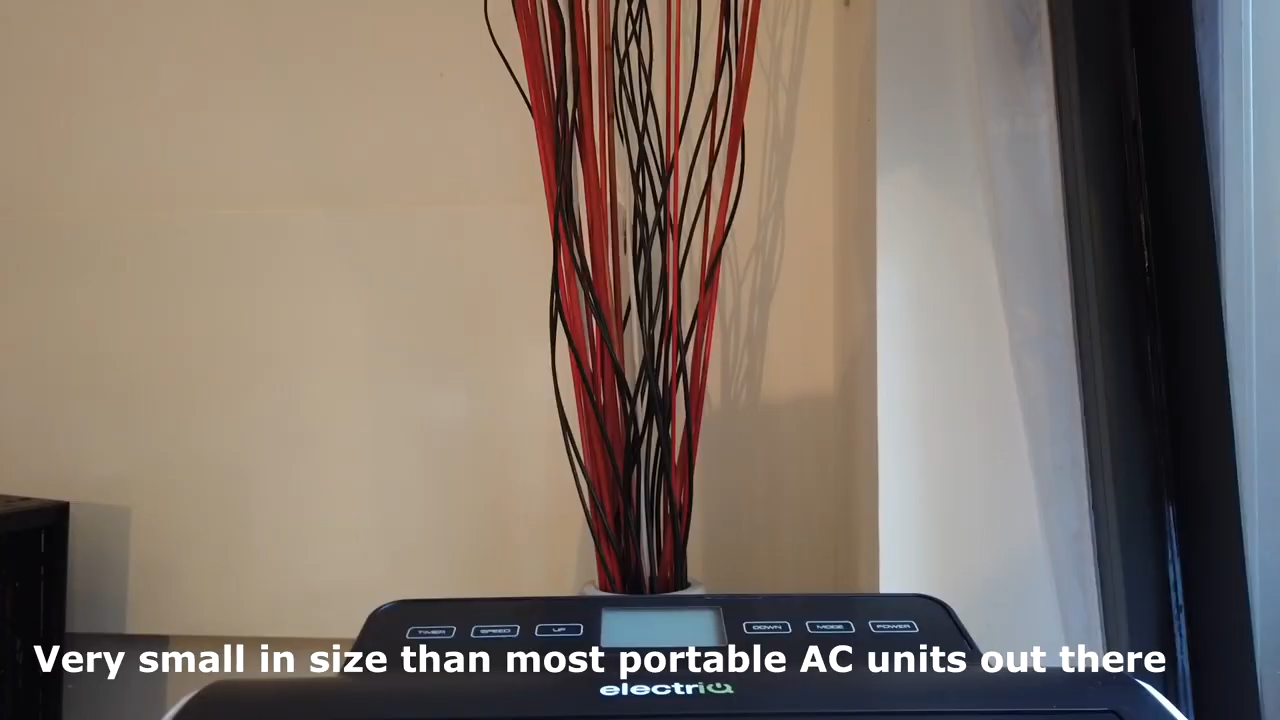 TIMER SPEED UP DOWN MODE POWER
Very small in size than most portable AC units out there
electriQ